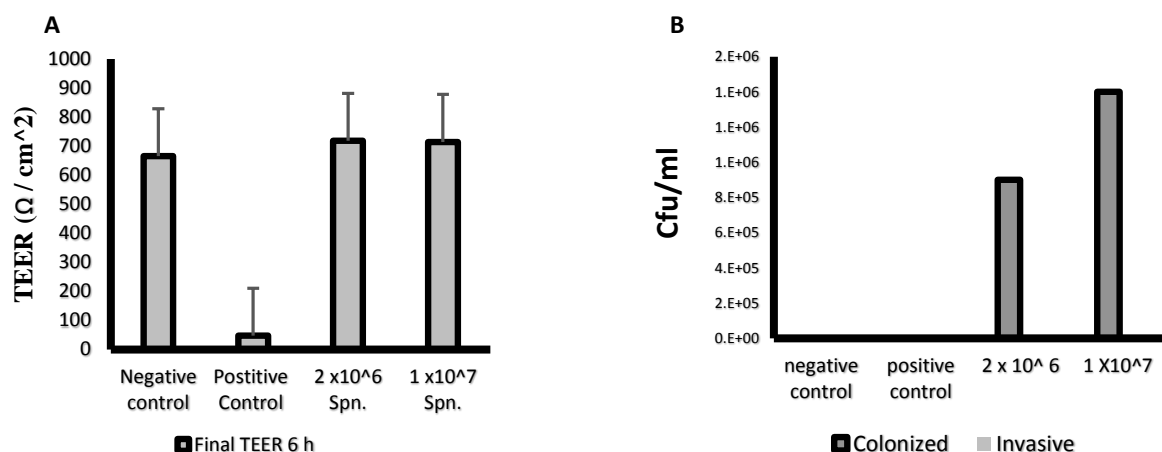 A
TEER (Ω / cm^2)
1000
900
800
700
600
500
400
300
200
100
0
Negative control
Postitive Control
2 x10^6 Spn.
1 x10^7 Spn.
Final TEER 6 h
B
Cfu/ml
2.E+06
1.E+06
1.E+06
1.E+06
8.E+05
6.E+05
4.E+05
2.E+05
0.E+00
negative control
positive control
2 x 10^ 6
1 X10^7
Colonized
Invasive